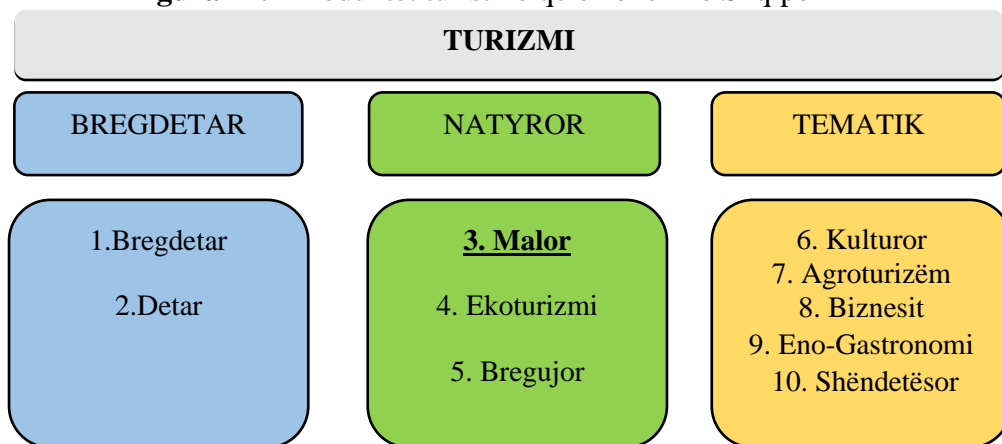 TURIZMI
BREGDETAR
NATYROR
TEMATIK
1.Bregdetar
2.Detar
3. Malor
4. Ekoturizmi
5. Bregujor
6. Kulturor
7. Agroturizëm
8. Biznesit
9. Eno-Gastronomi
10. Shëndetësor